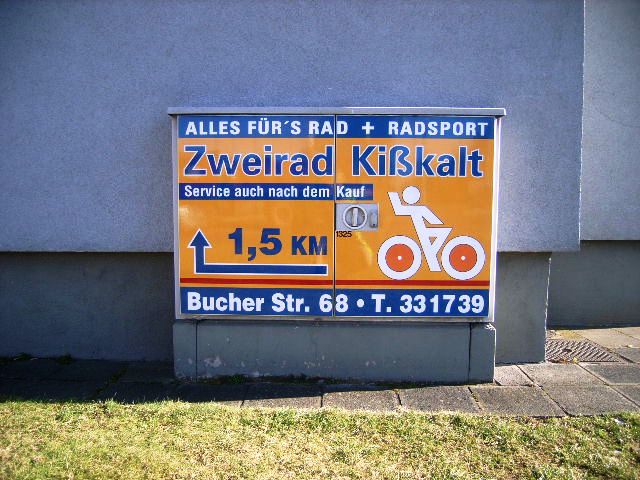 ALLES FÜR´S RAD + RADSPORT
Zweirad Kißkalt
Service auch nach dem Kauf
1325
1,5 KM
Bucher Str. 68 • T. 331739